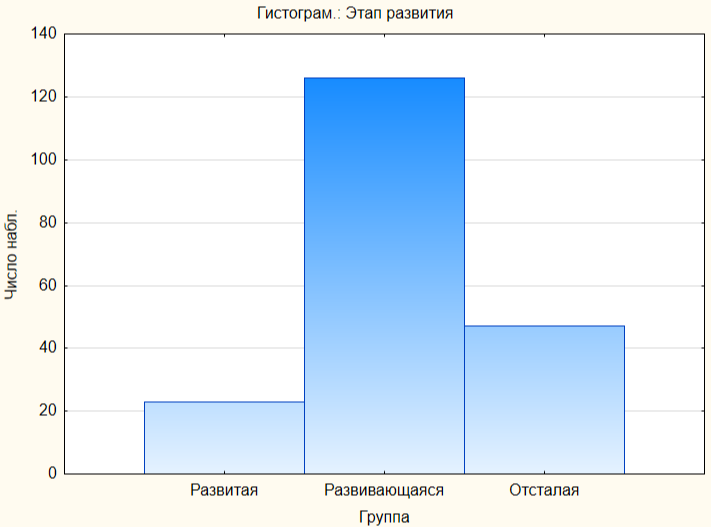 Гистограм.: Этап развития
140
120
100
80
60
40
20
0
Число набл.
Развитая Развивающаяся Отсталая
Группа